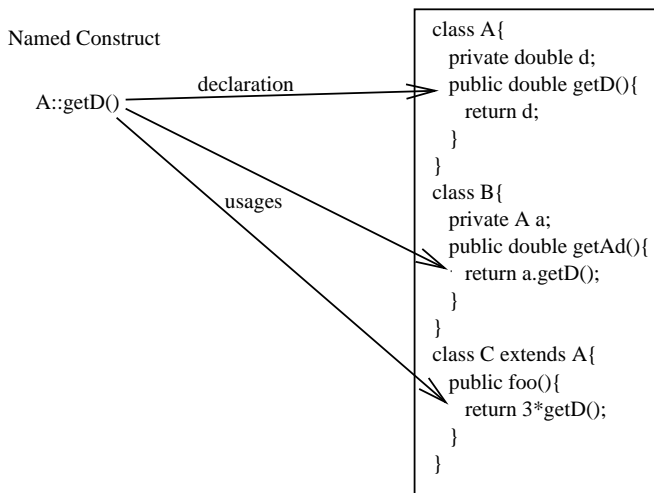 Named Construct
declaration
A::getD()
usages
class A{
private double d;
public double getD(){
return d;
}
}
class B{
private A a;
public double getAd(){
return a.getD();
}
}
class C extends A{
public foo(){
return 3*getD();
}
}